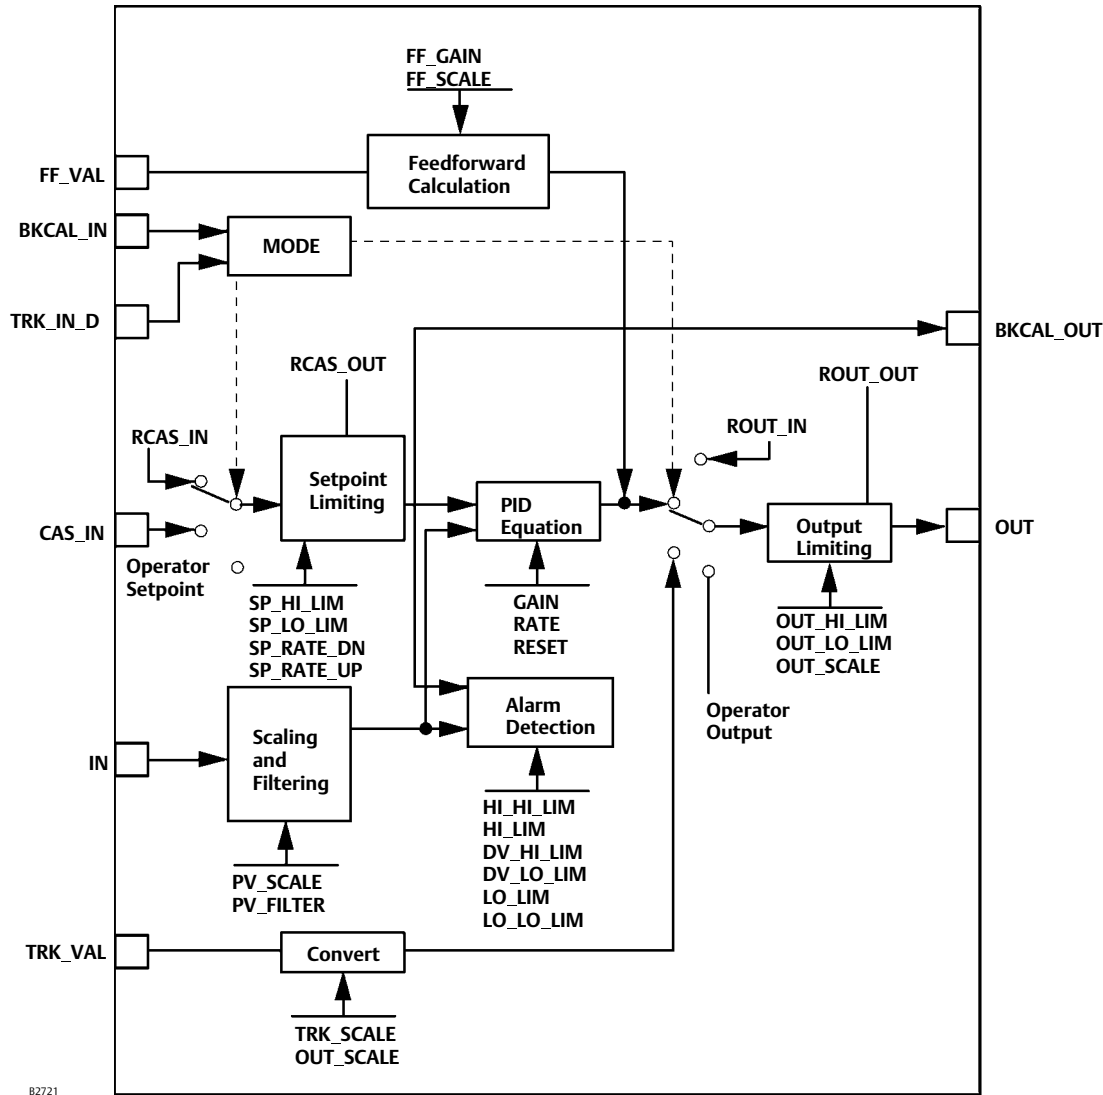 FF_GAIN
FF_SCALE
Feedforward
Calculation
FF_VAL
BKCAL_IN
MODE
TRK_IN_D
BKCAL_OUT
RCAS_OUT
ROUT_OUT
RCAS_IN
ROUT_IN
Setpoint
Limiting
PID
Equation
CAS_IN
Output
Limiting
OUT
Operator
Setpoint
SP_HI_LIM
SP_LO_LIM
SP_RATE_DN
SP_RATE_UP
GAIN
RATE
RESET
OUT_HI_LIM
OUT_LO_LIM
OUT_SCALE
Alarm
Detection
Operator
Output
IN
Scaling
and
Filtering
HI_HI_LIM
HI_LIM
DV_HI_LIM
DV_LO_LIM
LO_LIM
LO_LO_LIM
PV_SCALE
PV_FILTER
TRK_VAL
Convert
TRK_SCALE
OUT_SCALE
B2721